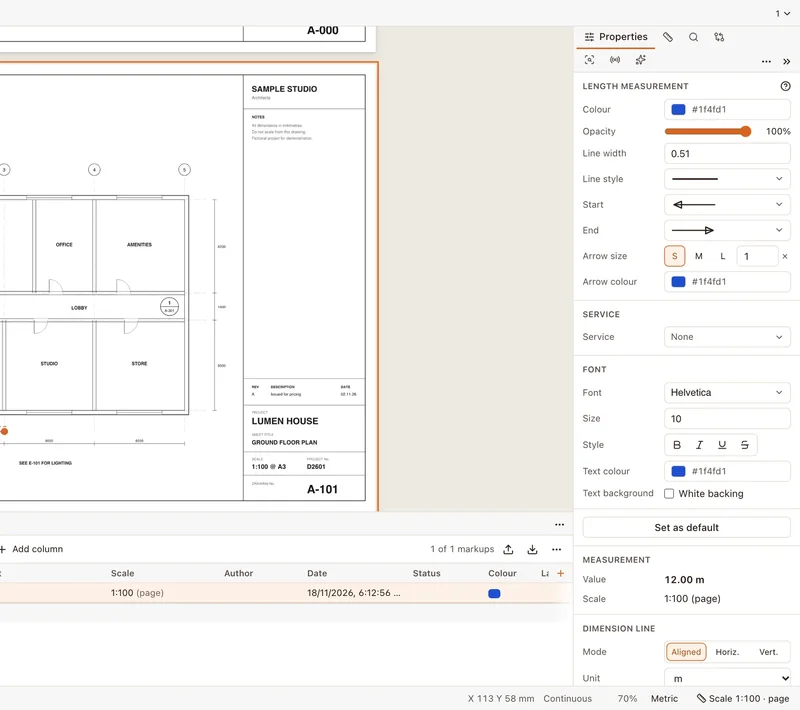 1
A-000
SAMPLE STUDIO
Architects
NOTES
All dimensions in millimetres.
Do not scale from this drawing.
Fictional project for demonstration.
3
4
5
OFFICE
AMENITIES
LOBBY
1
A-301
STUDIO
STORE
SEE E-101 FOR LIGHTING
REV DESCRIPTION DATE
A Issued for pricing 02.11.26
PROJECT
LUMEN HOUSE
SHEET TITLE
GROUND FLOOR PLAN
SCALE PROJECT No.
1:100 @ A3 D2601
DRAWING No.
A-101
Add column
1 of 1 markups
Scale Author Date Status Colour
1:100 (page) 18/11/2026, 6:12:56 ...
Properties
LENGTH MEASUREMENT
Colour #1f4fd1
Opacity 100%
Line width 0.51
Line style
Start
End
Arrow size S M L 1 ×
Arrow colour #1f4fd1
SERVICE
Service None
FONT
Font Helvetica
Size 10
Style B I U S
Text colour #1f4fd1
Text background White backing
Set as default
MEASUREMENT
Value 12.00 m
Scale 1:100 (page)
DIMENSION LINE
Mode Aligned Horiz. Vert.
Unit m
X 113 Y 58 mm Continuous 70% Metric Scale 1:100 · page